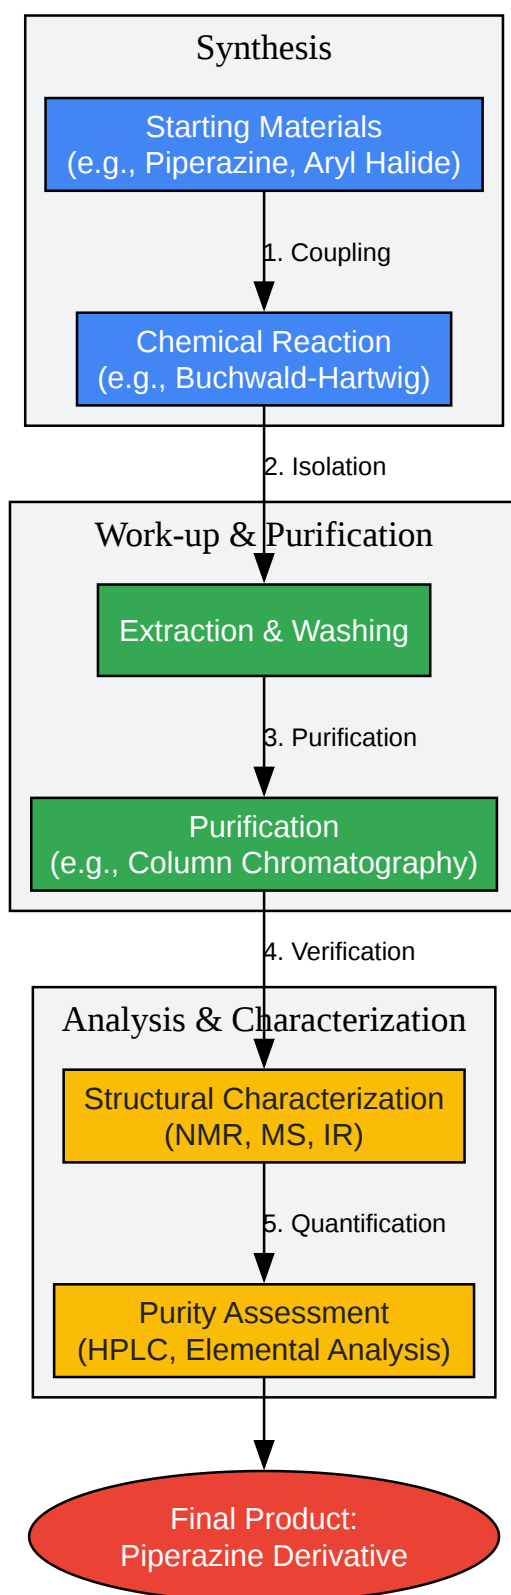 Synthesis
Starting Materials
(e.g., Piperazine, Aryl Halide)
1. Coupling
Chemical Reaction
(e.g., Buchwald-Hartwig)
2. Isolation
Work-up & Purification
Extraction & Washing
3. Purification
Purification
(e.g., Column Chromatography)
4. Verification
Analysis & Characterization
Structural Characterization
(NMR, MS, IR)
5. Quantification
Purity Assessment
(HPLC, Elemental Analysis)
Final Product:
Piperazine Derivative